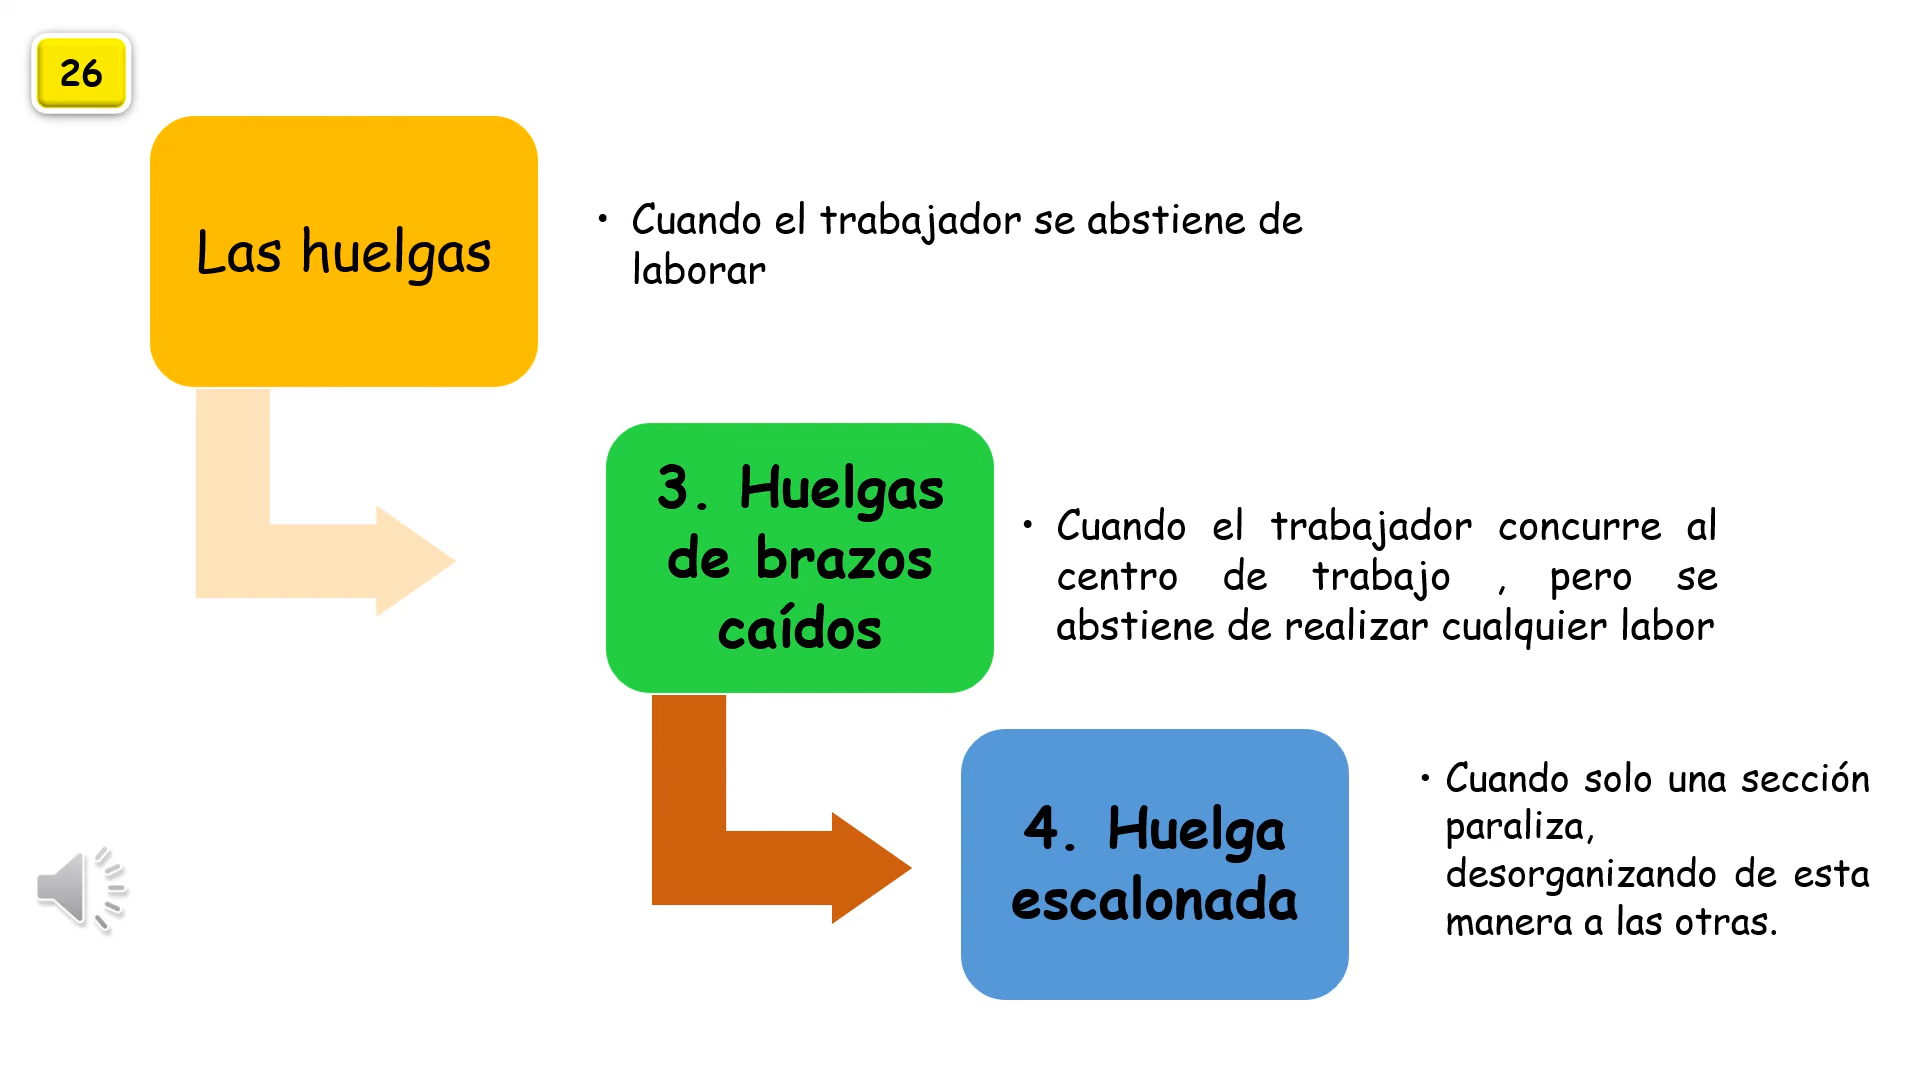 26
Las huelgas
• Cuando el trabajador se abstiene de
laborar
3. Huelgas
de brazos
caídos
• Cuando el trabajador concurre al
centro de trabajo , pero se
abstiene de realizar cualquier labor
4. Huelga
escalonada
• Cuando solo una sección
paraliza,
desorganizando de esta
manera a las otras.